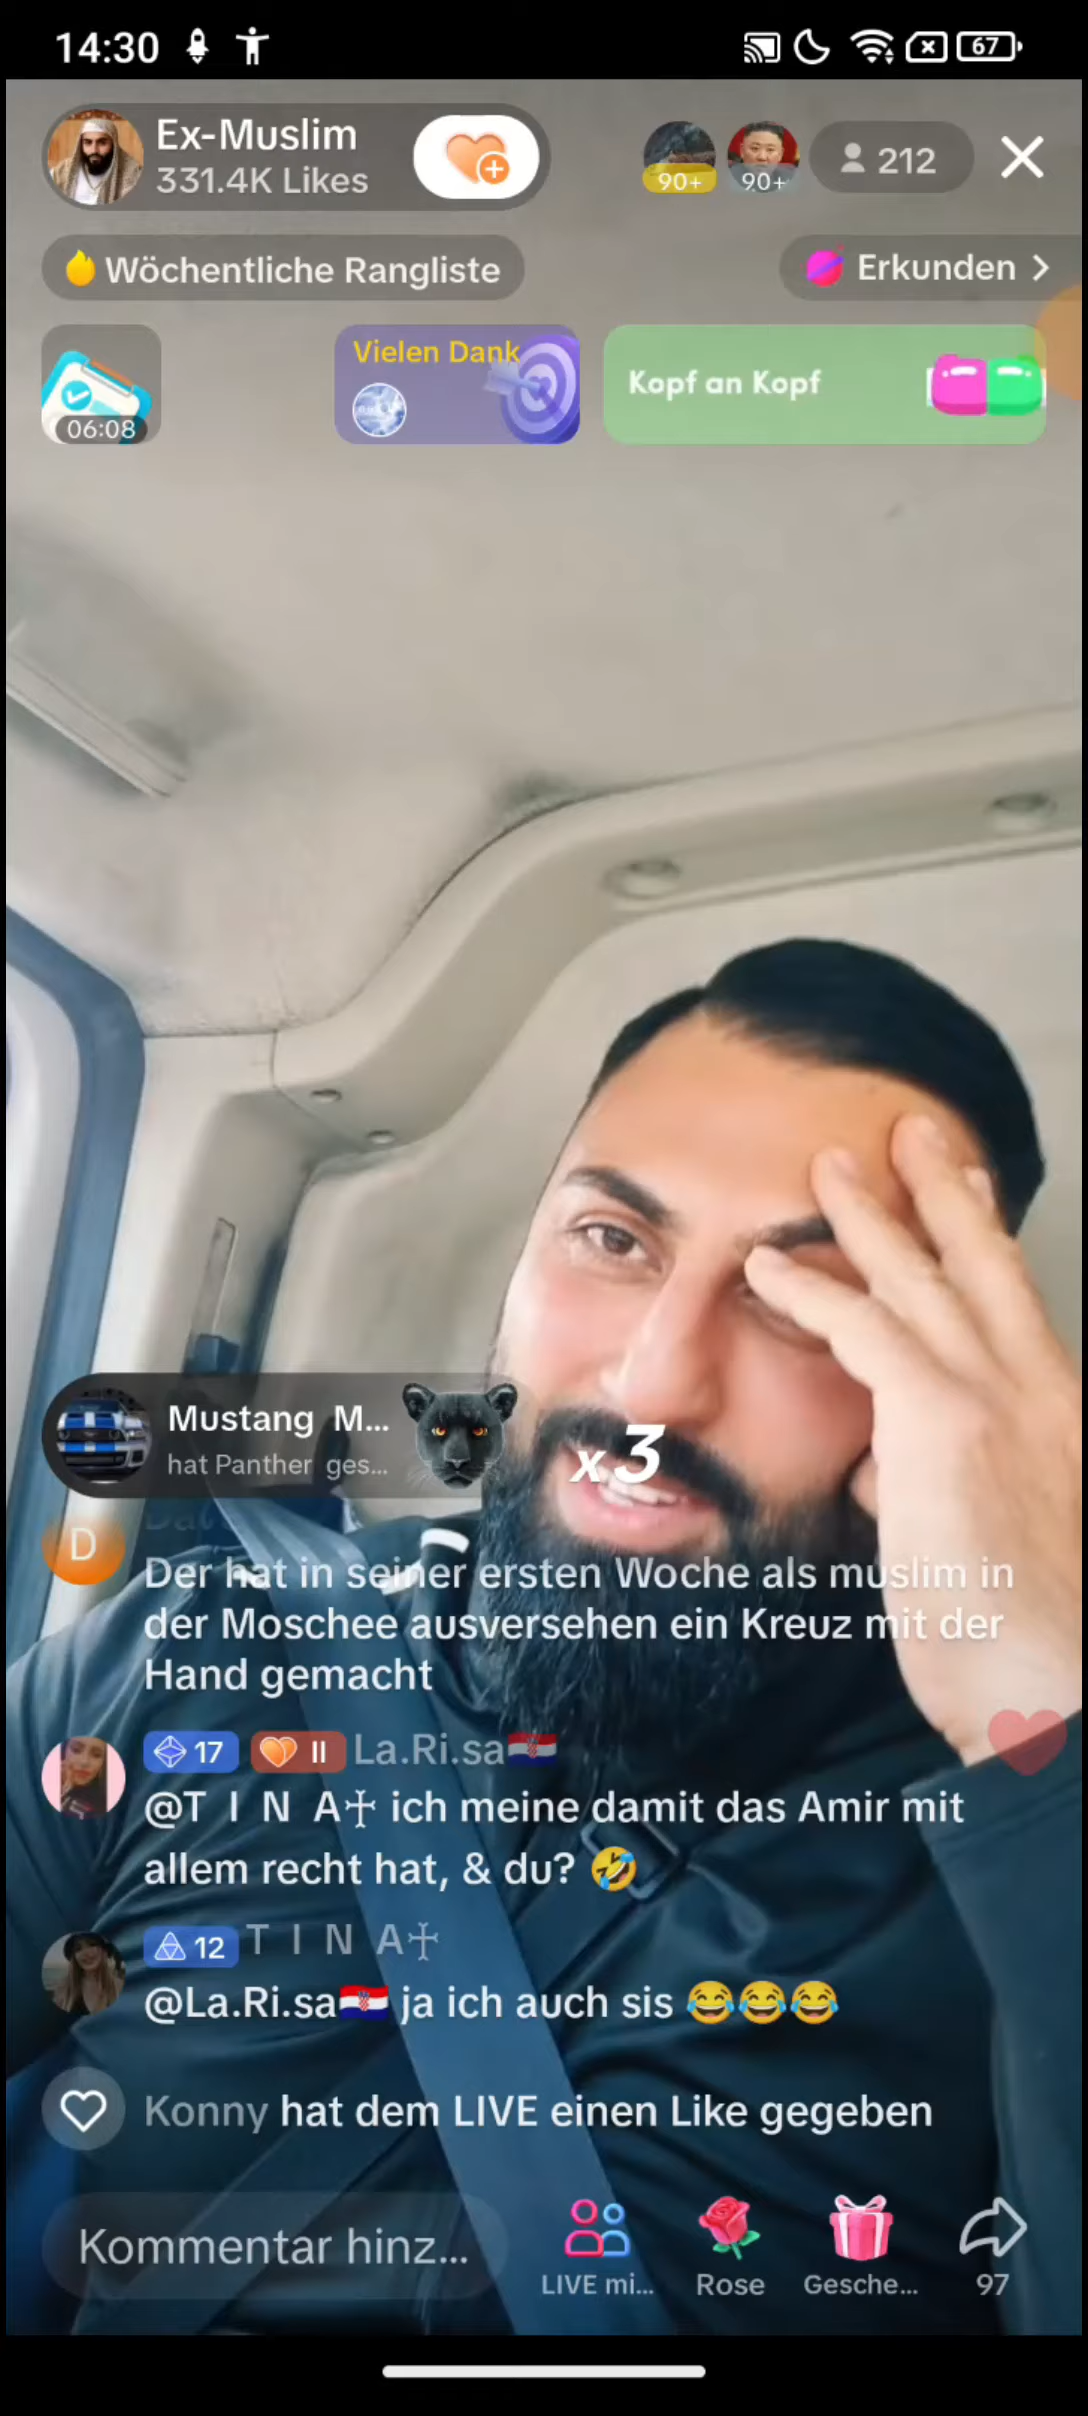 14:30
67
Ex-Muslim
331.4K Likes
90+
90+
212
Wöchentliche Rangliste
Erkunden >
Vielen Dank
Kopf an Kopf
06:08
Mustang M...
hat Panther ges...
x3
D
Der hat in seiner ersten Woche als muslim in
der Moschee ausversehen ein Kreuz mit der
Hand gemacht
17 II La.Ri.sa🇭🇷
@T I N A☥ ich meine damit das Amir mit
allem recht hat, & du? 🤣
12 T I N A☥
@La.Ri.sa🇭🇷 ja ich auch sis 😂😂😂
Konny hat dem LIVE einen Like gegeben
Kommentar hinz...
LIVE mi...
Rose
Gesche...
97